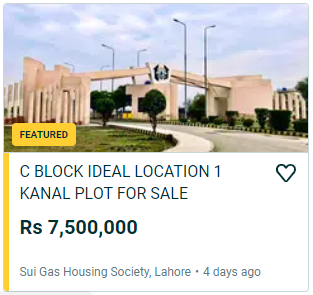 FEATURED
C BLOCK IDEAL LOCATION 1
KANAL PLOT FOR SALE
Rs 7,500,000
Sui Gas Housing Society, Lahore • 4 days ago